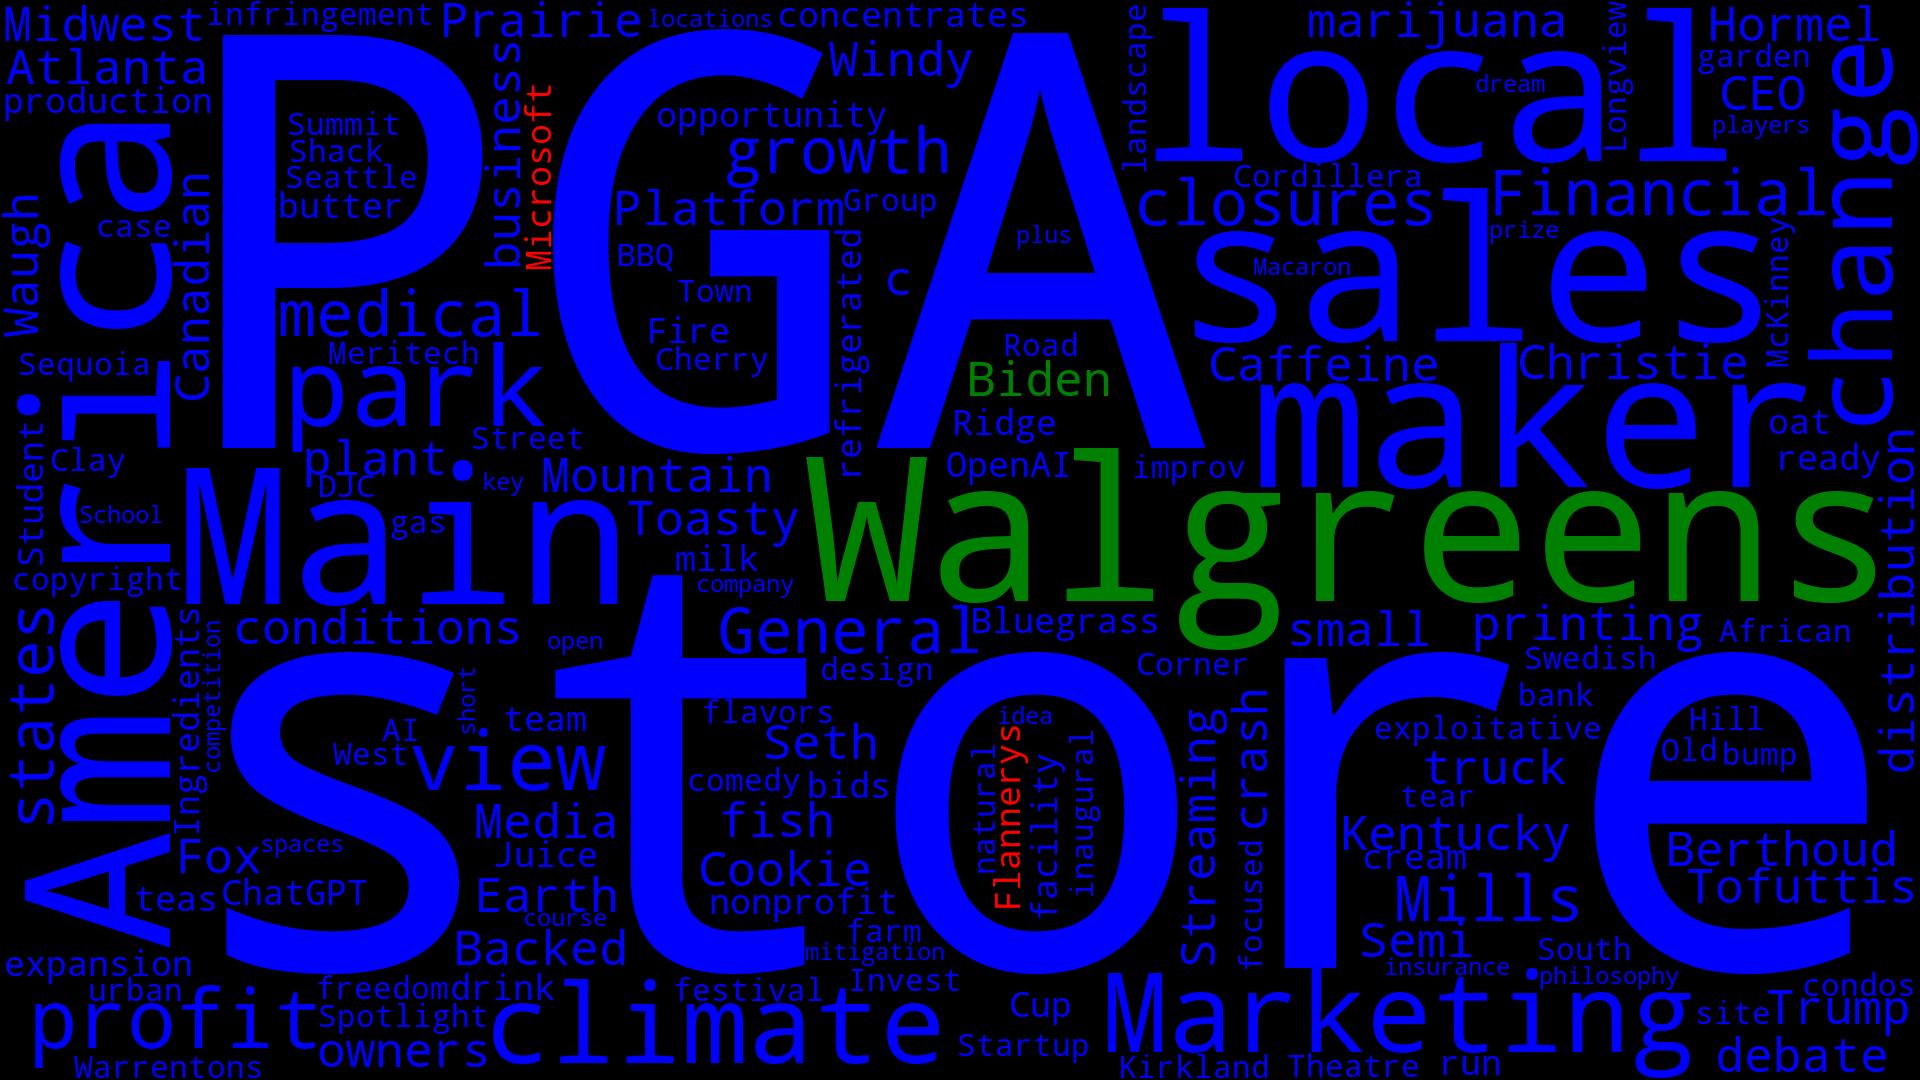 Midwest
infringement
Prairie
locations
concentrates
landscape
local
marijuana
Longview
Hormel
Atlanta
production
PGA
business
Microsoft
Windy
opportunity
growth
dream
garden
CEO
players
change
Summit
Shack
Seattle
butter
Platform
Group
closures
Cordillera
Financial
America
Waugh
case
Canadian
BBQ
plus
sales
prize
Macaron
McKinney
medical
Town
c
refrigerated
Fire
Cherry
Road
Biden
Caffeine
Christie
Sequoia
Meritech
park
Ridge
maker
oat
ready
Student
Clay
plant
Street
DJC
key
Mountain
OpenAI
improv
distribution
School
Main
gas
Toasty
milk
company
Walgreens
copyright
states
Ingredients
competition
conditions
open
General
Bluegrass
small
printing
African
store
short
design
Corner
Swedish
bank
AI
West
view
team
flavors
Seth
idea
natural
Flannerys
facility
inaugural
Streaming
crash
focused
exploitative
Hill
Old
bump
comedy
bids
truck
tear
Media
fish
Kentucky
cream
Berthoud
Fox
spaces
Juice
Cookie
Mills
Tofuttis
teas
ChatGPT
Earth
course
nonprofit
Backed
farm
mitigation
Semi
South
expansion
urban
freedom
drink
festival
Invest
insurance
philosophy
condos
profit
Spotlight
owners
climate
Cup
Startup
Marketing
site
Trump
Warrentons
Kirkland
Theatre
run
debate